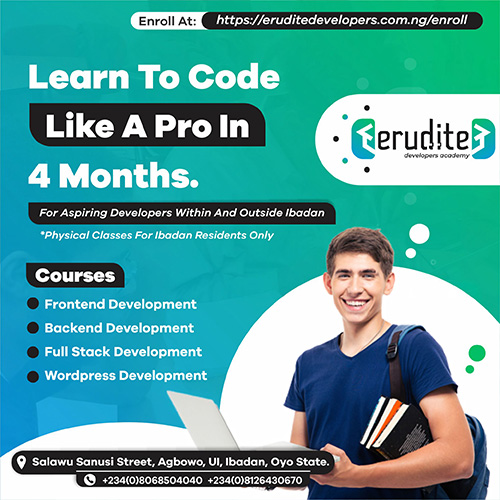 Enroll At: https://eruditedevelopers.com.ng/enroll
Learn To Code
Like A Pro In
4 Months.
erudite
developers academy
For Aspiring Developers Within And Outside Ibadan
*Physical Classes For Ibadan Residents Only
Courses
Frontend Development
Backend Development
Full Stack Development
Wordpress Development
Salawu Sanusi Street, Agbowo, UI, Ibadan, Oyo State.
+234(0)8068504040 +234(0)8126430670